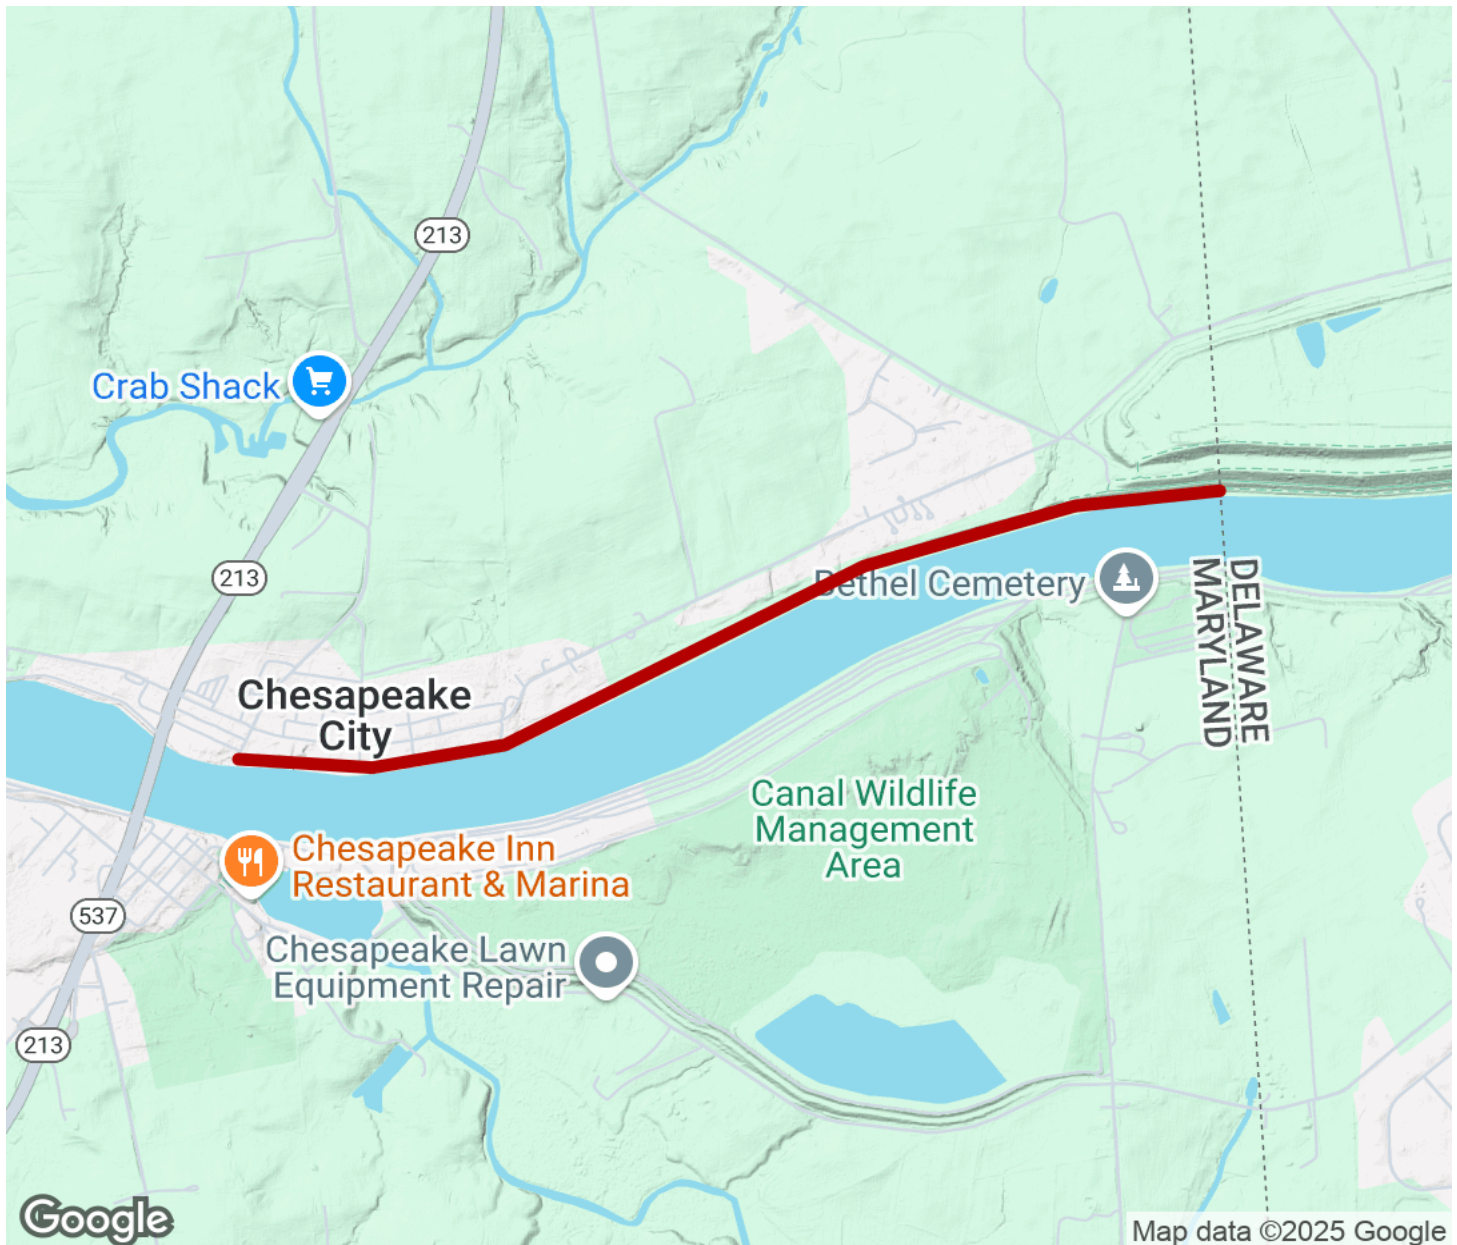 213
Crab Shack
213
Bethel Cemetery
DELAWARE
MARYLAND
Chesapeake
City
Canal Wildlife
Management
Area
Chesapeake Inn
Restaurant & Marina
537
Chesapeake Lawn
Equipment Repair
213
Google
Map data ©2025 Google